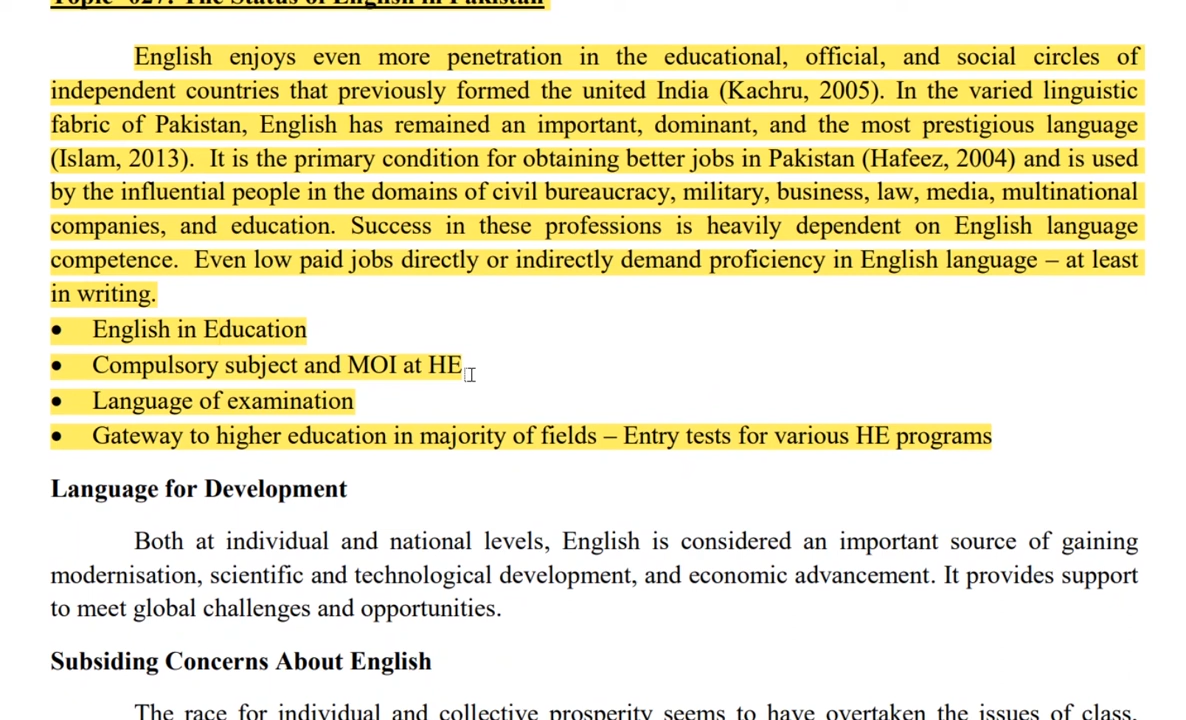 Topic- 027: The Status of English in Pakistan
English enjoys even more penetration in the educational, official, and social circles of
independent countries that previously formed the united India (Kachru, 2005). In the varied linguistic
fabric of Pakistan, English has remained an important, dominant, and the most prestigious language
(Islam, 2013).  It is the primary condition for obtaining better jobs in Pakistan (Hafeez, 2004) and is used
by the influential people in the domains of civil bureaucracy, military, business, law, media, multinational
companies, and education. Success in these professions is heavily dependent on English language
competence.  Even low paid jobs directly or indirectly demand proficiency in English language – at least
in writing.
• English in Education
• Compulsory subject and MOI at HE
• Language of examination
• Gateway to higher education in majority of fields – Entry tests for various HE programs
Language for Development
Both at individual and national levels, English is considered an important source of gaining
modernisation, scientific and technological development, and economic advancement. It provides support
to meet global challenges and opportunities.
Subsiding Concerns About English
The race for individual and collective prosperity seems to have overtaken the issues of class,